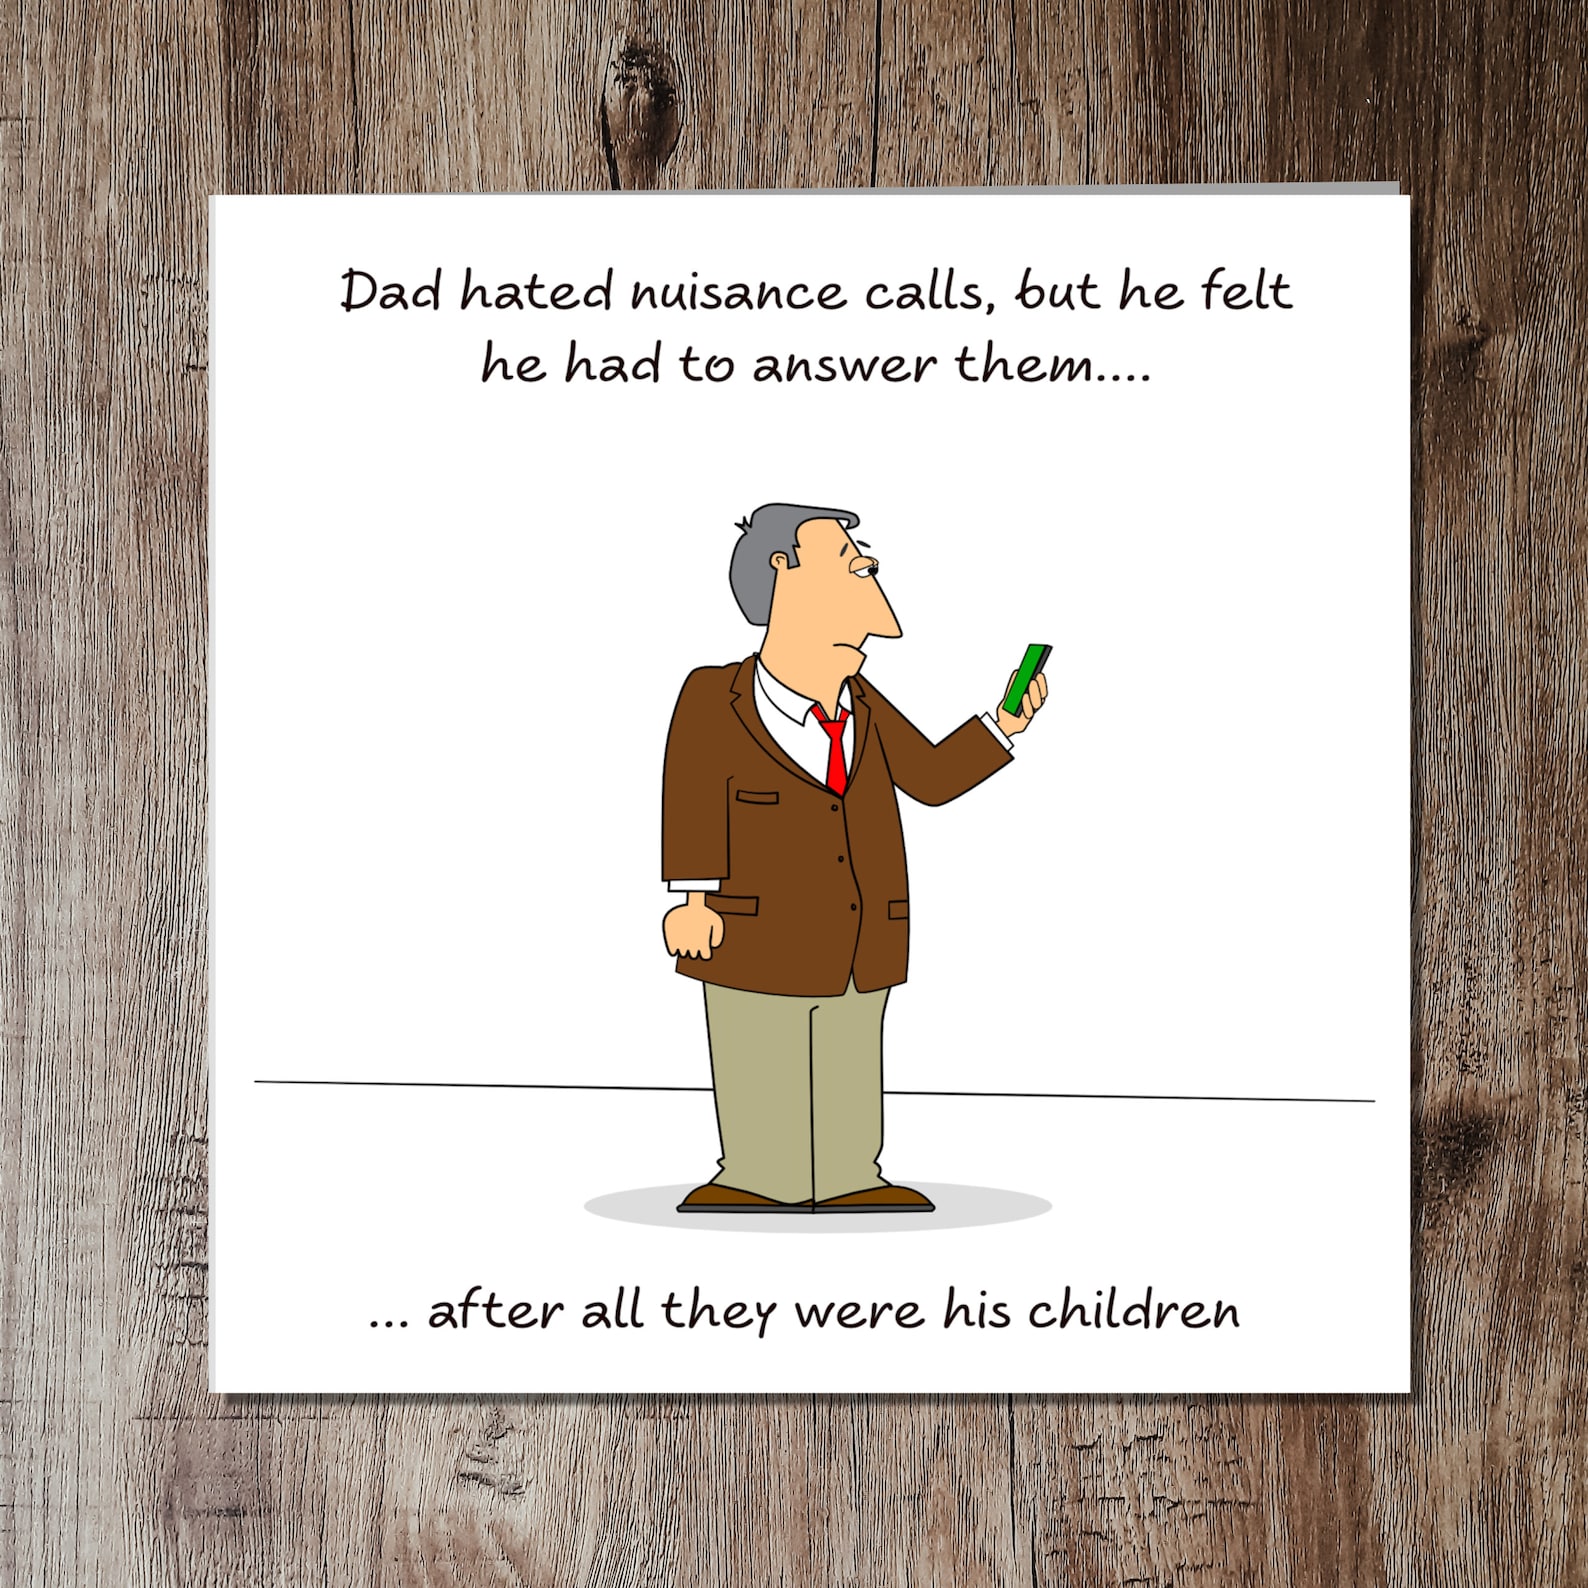 Dad hated nuisance calls, but he felt
he had to answer them....
... after all they were his children